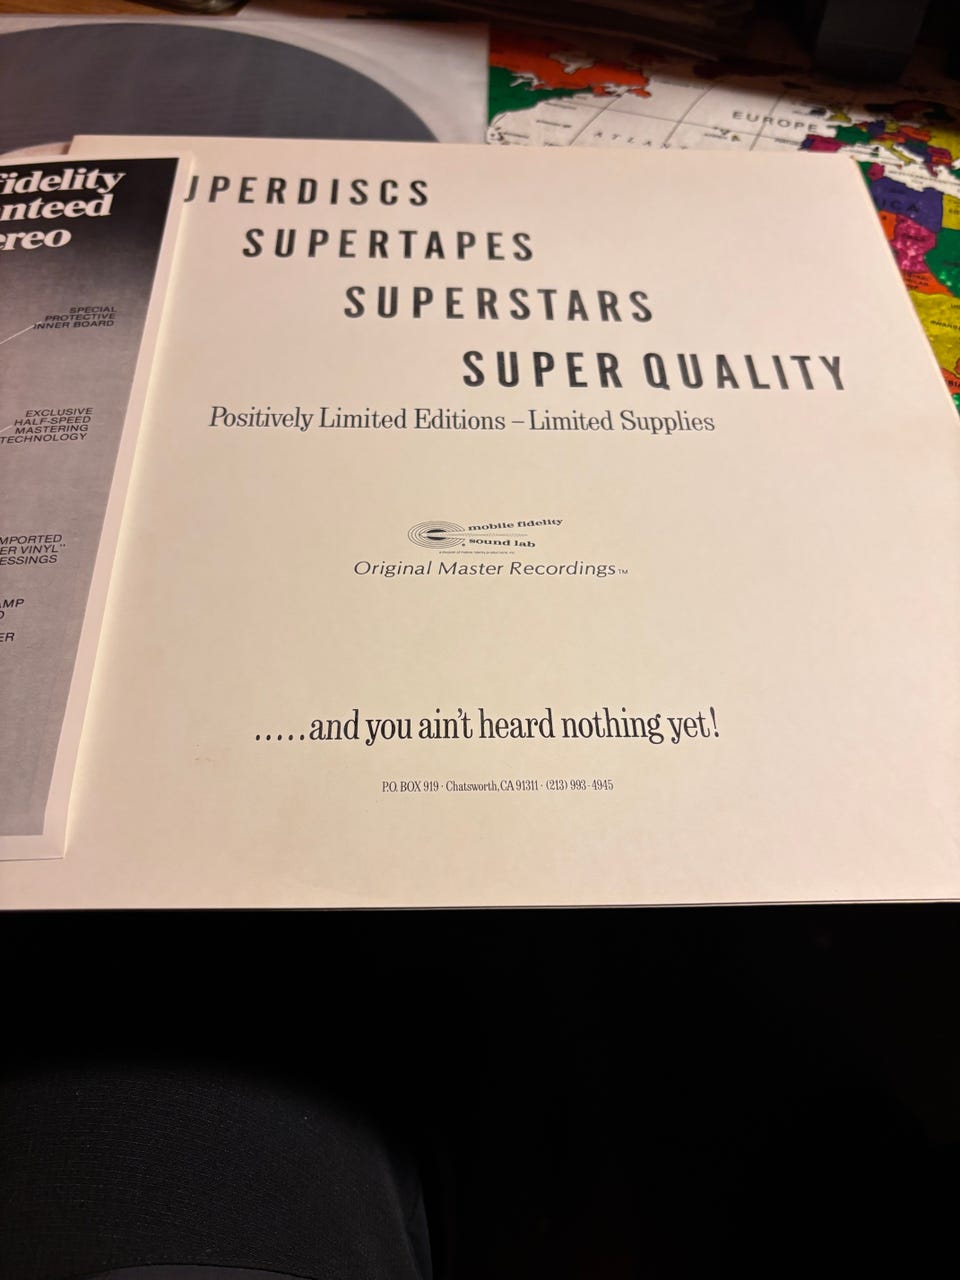 fidelity
nteed
ereo
SPECIAL
PROTECTIVE
INNER BOARD
EXCLUSIVE
HALF-SPEED
MASTERING
TECHNOLOGY
MPORTED
ER VINYL"
ESSINGS
AMP
ER
UPERDISCS
SUPERTAPES
SUPERSTARS
SUPER QUALITY
Positively Limited Editions – Limited Supplies
mobile fidelity
sound lab
Original Master Recordings™
.....and you ain't heard nothing yet!
P.O. BOX 919 · Chatsworth, CA 91311 · (213) 993-4945
EUROPE
ATLAN